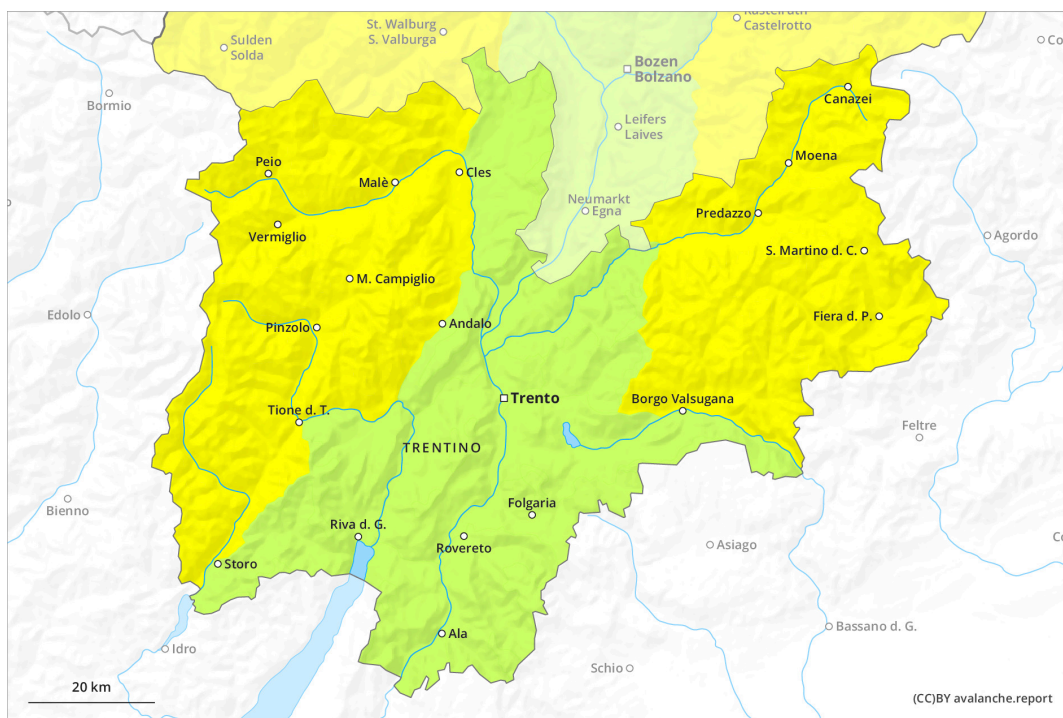 Kastelruth
Castelrotto
St. Walburg
S. Valburga
Sulden
Solda
Bozen
Bolzano
Bormio
Canazei
Leifers
Laives
Moena
Peio
Malè
Cles
Neumarkt
Egna
Predazzo
Vermiglio
Agordo
S. Martino d. C.
M. Campiglio
Edolo
Fiera d. P.
Pinzolo
Andalo
Trento
Borgo Valsugana
Tione d. T.
Feltre
TRENTINO
Bienno
Folgaria
Riva d. G.
Rovereto
Asiago
Storo
Bassano d. G.
Ala
Idro
Schio
20 km
(CC)BY avalanche.report